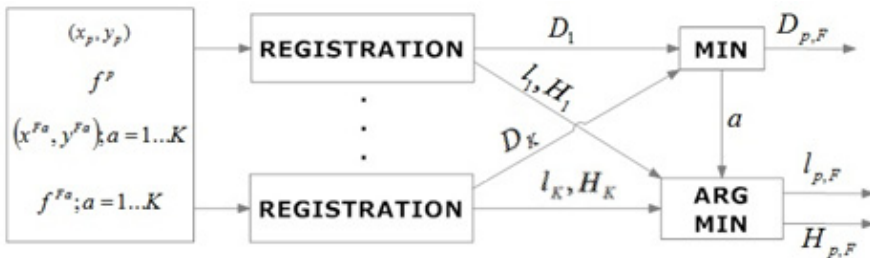 (x_p, y_p)
f^p
(x^{Fa}, y^{Fa}); a = 1...K
f^{Fa}; a = 1...K
REGISTRATION
REGISTRATION
D_1
l_1, H_1
D_K
l_K, H_K
MIN
D_{p,F}
a
ARG
MIN
l_{p,F}
H_{p,F}